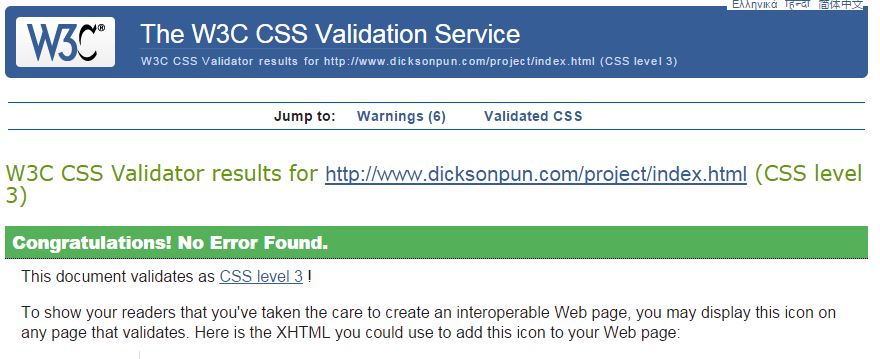 Ελληνικά हिन्दी 简体中文
W3C®
The W3C CSS Validation Service
W3C CSS Validator results for http://www.dicksonpun.com/project/index.html (CSS level 3)
Jump to: Warnings (6) Validated CSS
W3C CSS Validator results for http://www.dicksonpun.com/project/index.html (CSS level
3)
Congratulations! No Error Found.
This document validates as CSS level 3 !
To show your readers that you've taken the care to create an interoperable Web page, you may display this icon on
any page that validates. Here is the XHTML you could use to add this icon to your Web page: